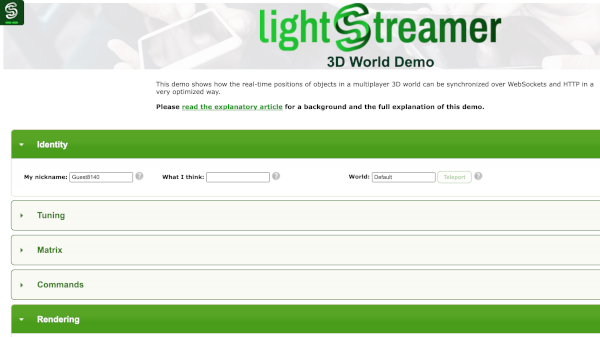 lightStreamer
3D World Demo
This demo shows how the real-time positions of objects in a multiplayer 3D world can be synchronized over WebSockets and HTTP in a
very optimized way.
Please read the explanatory article for a background and the full explanation of this demo.
Identity
My nickname: Guest8140 ? What I think: ? World: Default Teleport ?
Tuning
Matrix
Commands
Rendering